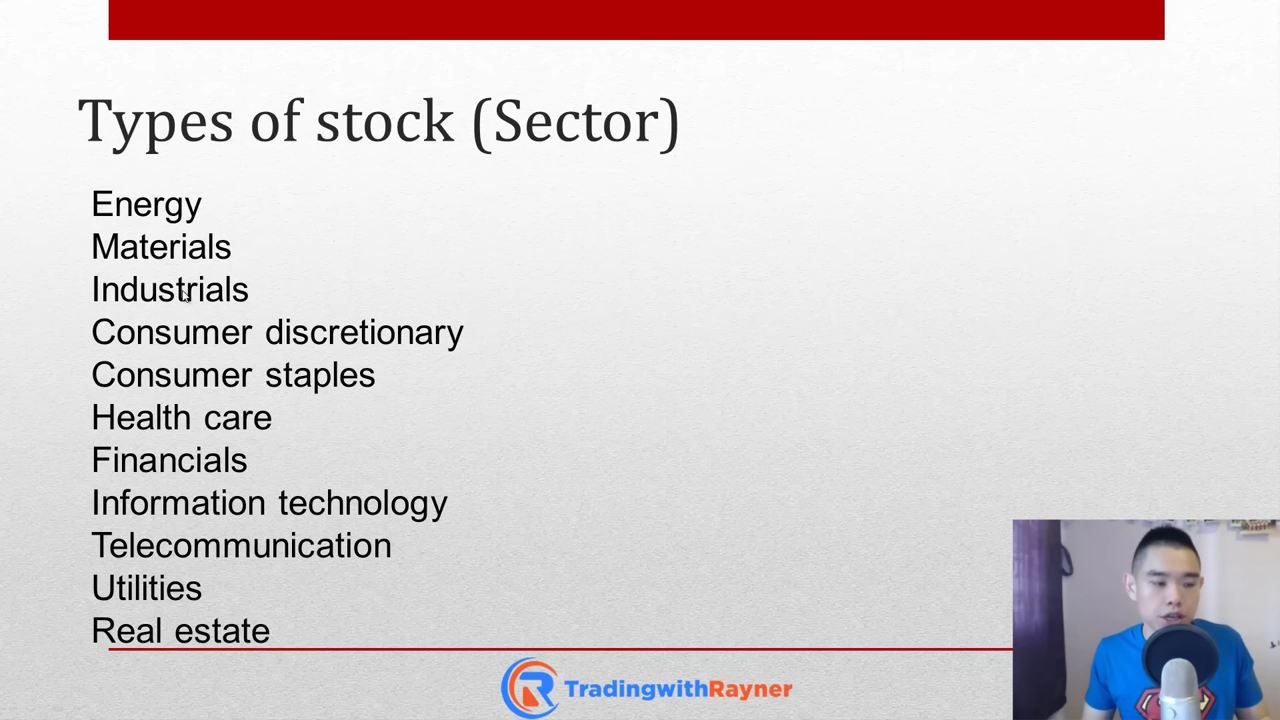 Types of stock (Sector)
Energy
Materials
Industrials
Consumer discretionary
Consumer staples
Health care
Financials
Information technology
Telecommunication
Utilities
Real estate
TradingwithRayner